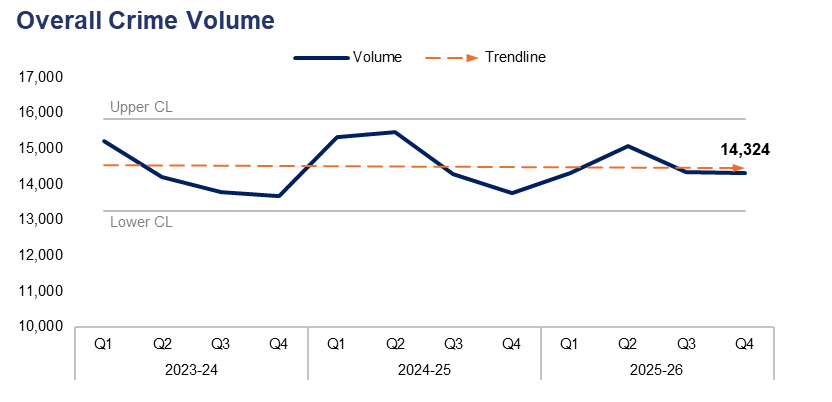 Overall Crime Volume
Volume Trendline
17,000
16,000
Upper CL
15,000
14,324
14,000
13,000
Lower CL
12,000
11,000
10,000
Q1 Q2 Q3 Q4 Q1 Q2 Q3 Q4 Q1 Q2 Q3 Q4
2023-24 2024-25 2025-26